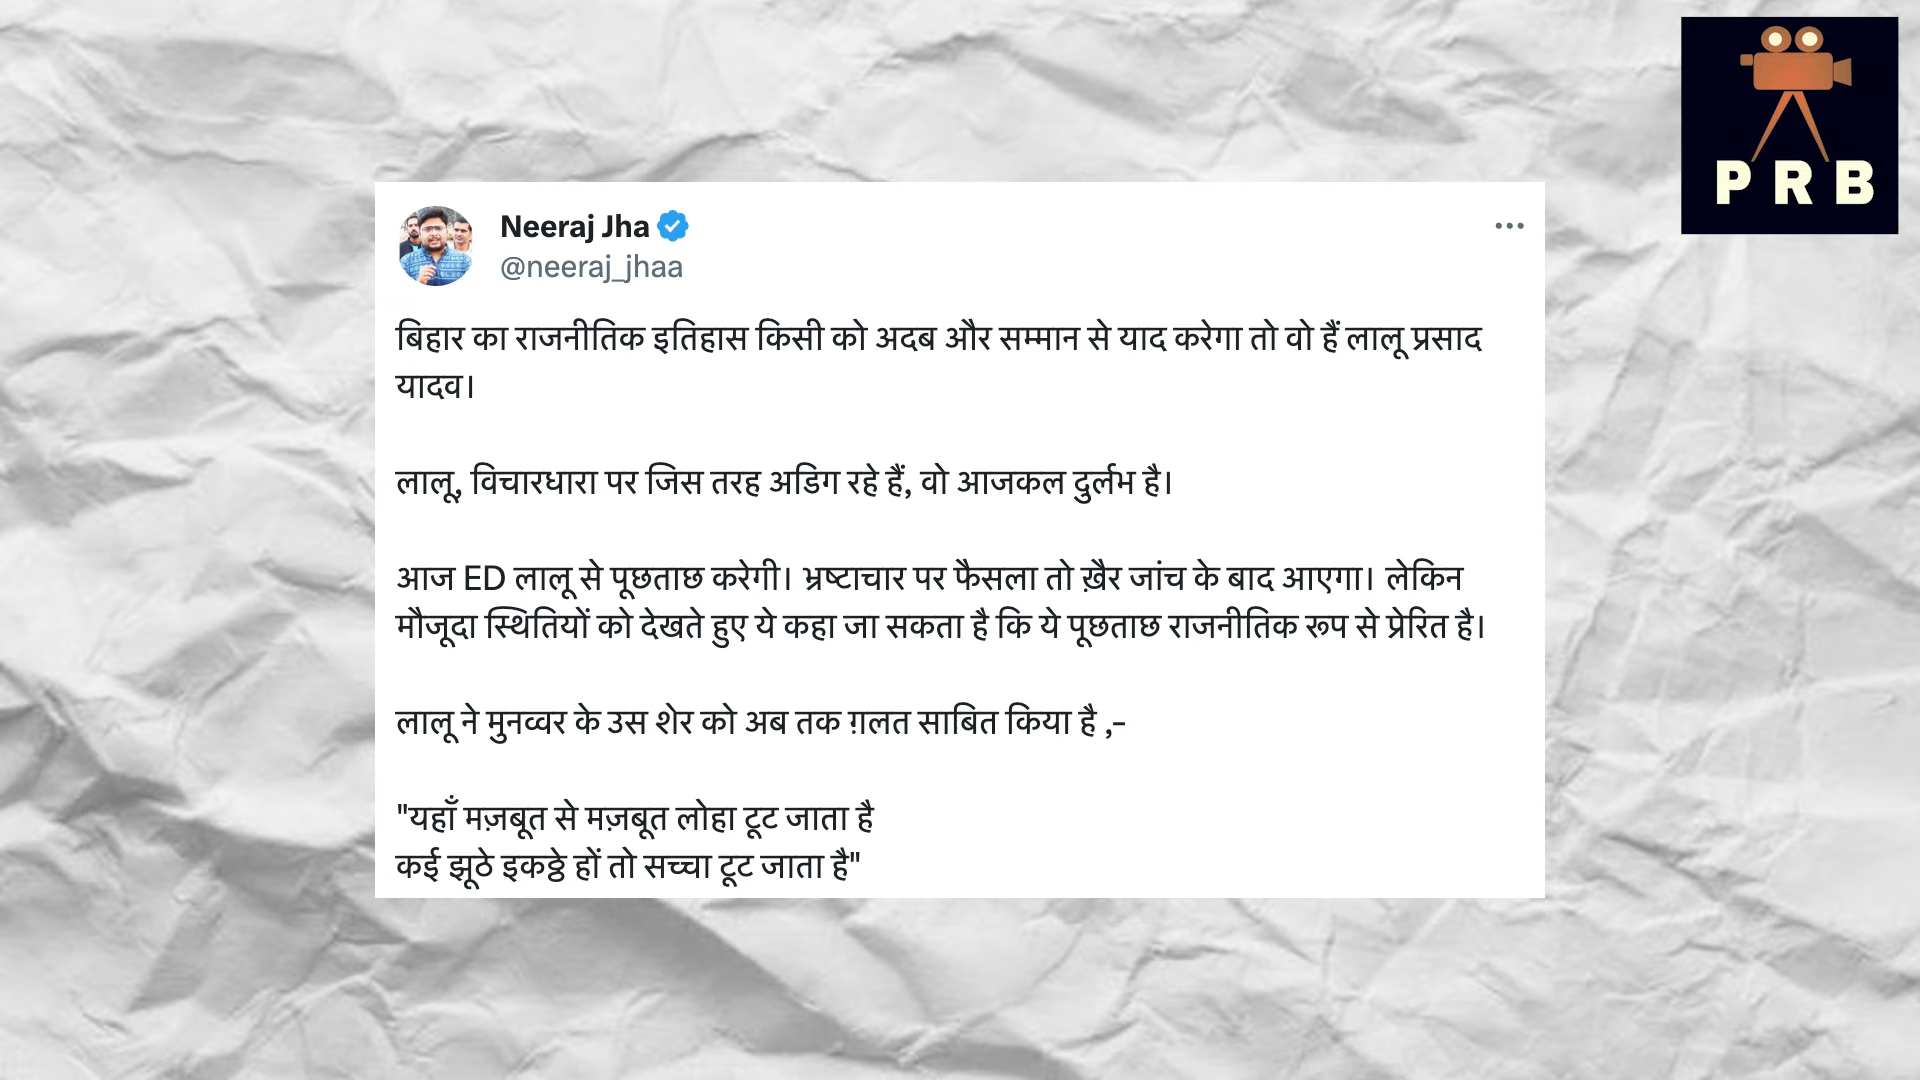 PRB
Neeraj Jha
@neeraj_jhaa
बिहार का राजनीतिक इतिहास किसी को अदब और सम्मान से याद करेगा तो वो हैं लालू प्रसाद
यादव।
लालू, विचारधारा पर जिस तरह अडिग रहे हैं, वो आजकल दुर्लभ है।
आज ED लालू से पूछताछ करेगी। भ्रष्टाचार पर फैसला तो ख़ैर जांच के बाद आएगा। लेकिन
मौजूदा स्थितियों को देखते हुए ये कहा जा सकता है कि ये पूछताछ राजनीतिक रूप से प्रेरित है।
लालू ने मुनव्वर के उस शेर को अब तक ग़लत साबित किया है ,-
"यहाँ मज़बूत से मज़बूत लोहा टूट जाता है
कई झूठे इकठ्ठे हों तो सच्चा टूट जाता है"